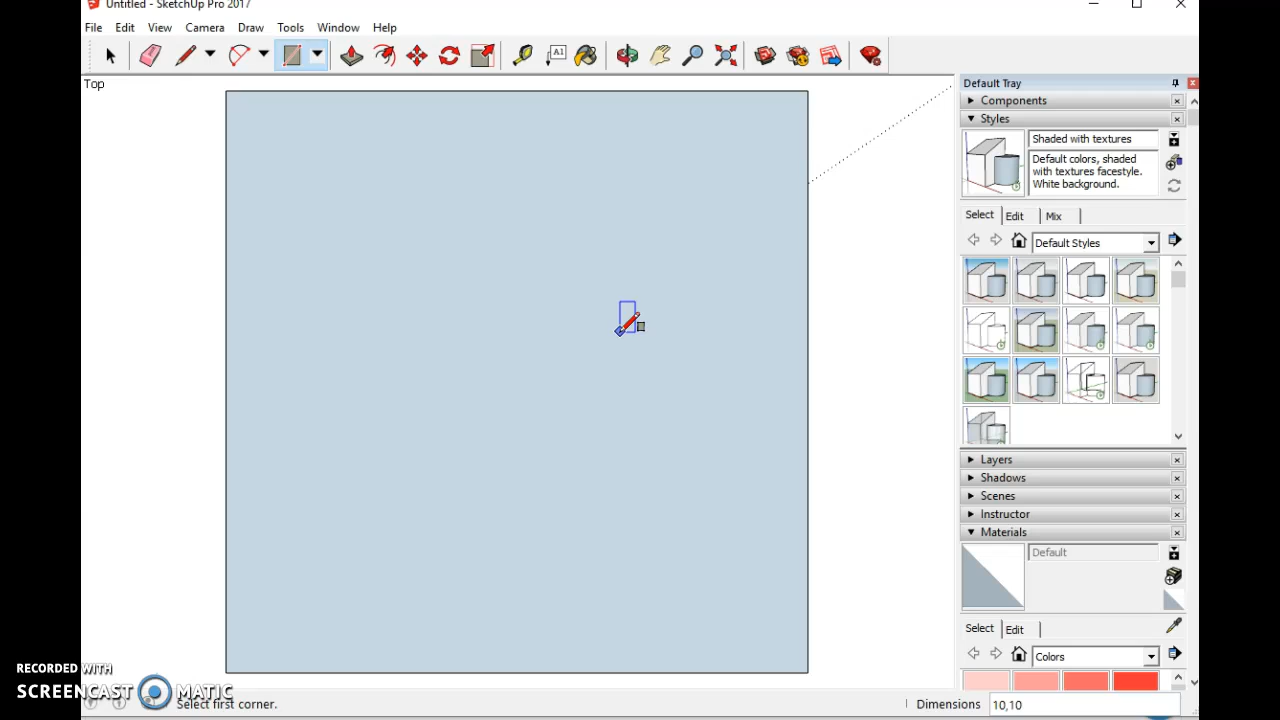 Untitled - SketchUp Pro 2017
File Edit View Camera Draw Tools Window Help
A1
Top
Default Tray
Components
Styles
Shaded with textures
Default colors, shaded
with textures facestyle.
White background.
Select Edit Mix
Default Styles
Layers
Shadows
Scenes
Instructor
Materials
Default
Select Edit
Colors
RECORDED WITH
SCREENCAST MATIC
Select first corner.
Dimensions 10,10